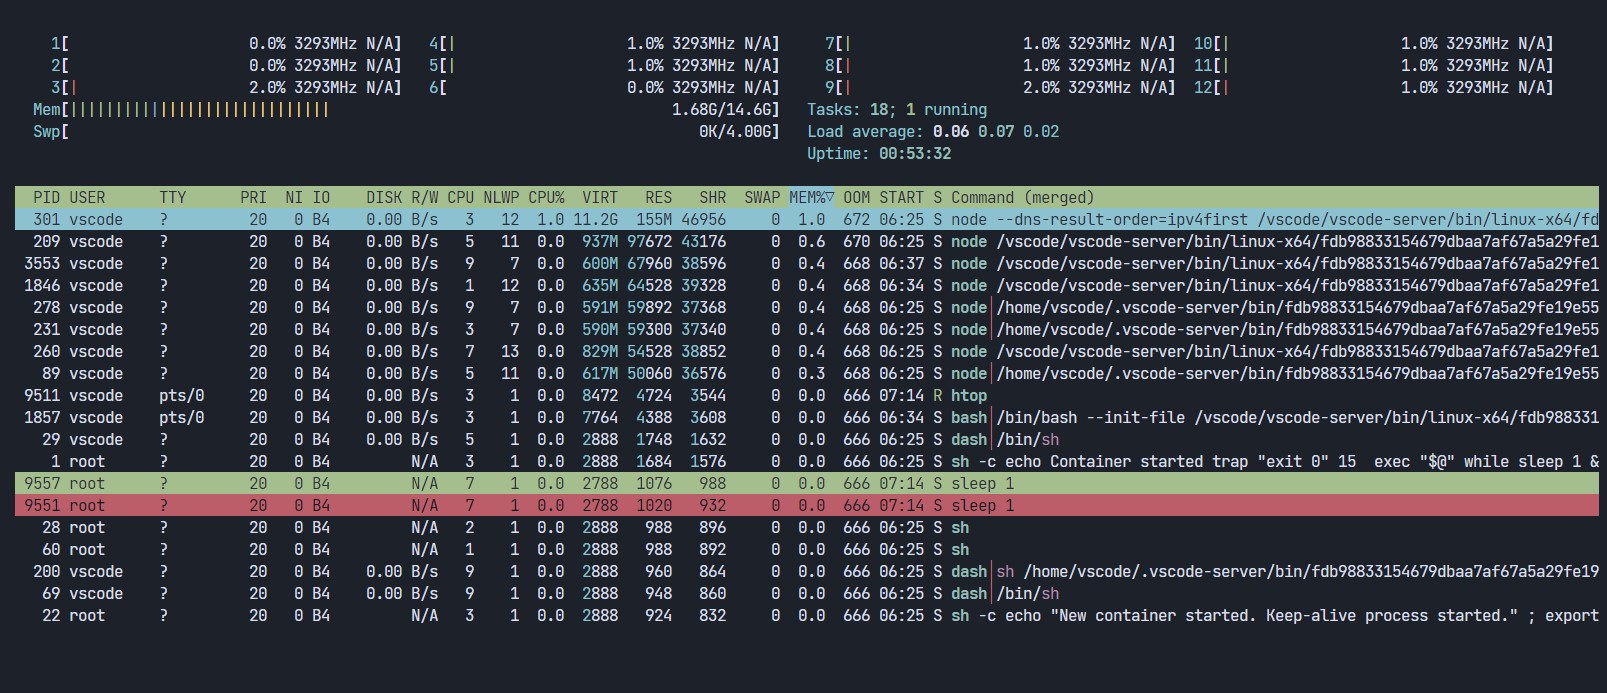 1[ 0.0% 3293MHz N/A] 4[| 1.0% 3293MHz N/A] 7[| 1.0% 3293MHz N/A] 10[| 1.0% 3293MHz N/A]
2[ 0.0% 3293MHz N/A] 5[| 1.0% 3293MHz N/A] 8[| 1.0% 3293MHz N/A] 11[| 1.0% 3293MHz N/A]
3[| 2.0% 3293MHz N/A] 6[ 0.0% 3293MHz N/A] 9[| 2.0% 3293MHz N/A] 12[| 1.0% 3293MHz N/A]
Mem[||||||||||||||||||||||||||||| 1.68G/14.6G] Tasks: 18; 1 running
Swp[ 0K/4.00G] Load average: 0.06 0.07 0.02
Uptime: 00:53:32
PID USER TTY PRI NI IO DISK R/W CPU NLWP CPU% VIRT RES SHR SWAP MEM%▽ OOM START S Command (merged)
301 vscode ? 20 0 B4 0.00 B/s 3 12 1.0 11.2G 155M 46956 0 1.0 672 06:25 S node --dns-result-order=ipv4first /vscode/vscode-server/bin/linux-x64/fd
209 vscode ? 20 0 B4 0.00 B/s 5 11 0.0 937M 97672 43176 0 0.6 670 06:25 S node /vscode/vscode-server/bin/linux-x64/fdb98833154679dbaa7af67a5a29fe1
3553 vscode ? 20 0 B4 0.00 B/s 9 7 0.0 600M 67960 38596 0 0.4 668 06:37 S node /vscode/vscode-server/bin/linux-x64/fdb98833154679dbaa7af67a5a29fe1
1846 vscode ? 20 0 B4 0.00 B/s 1 12 0.0 635M 64528 39328 0 0.4 668 06:34 S node /vscode/vscode-server/bin/linux-x64/fdb98833154679dbaa7af67a5a29fe1
278 vscode ? 20 0 B4 0.00 B/s 9 7 0.0 591M 59892 37368 0 0.4 668 06:25 S node│/home/vscode/.vscode-server/bin/fdb98833154679dbaa7af67a5a29fe19e55
231 vscode ? 20 0 B4 0.00 B/s 3 7 0.0 590M 59300 37340 0 0.4 668 06:25 S node│/home/vscode/.vscode-server/bin/fdb98833154679dbaa7af67a5a29fe19e55
260 vscode ? 20 0 B4 0.00 B/s 7 13 0.0 829M 54528 38852 0 0.4 668 06:25 S node /vscode/vscode-server/bin/linux-x64/fdb98833154679dbaa7af67a5a29fe1
89 vscode ? 20 0 B4 0.00 B/s 5 11 0.0 617M 50060 36576 0 0.3 668 06:25 S node│/home/vscode/.vscode-server/bin/fdb98833154679dbaa7af67a5a29fe19e55
9511 vscode pts/0 20 0 B4 0.00 B/s 3 1 0.0 8472 4724 3544 0 0.0 666 07:14 R htop
1857 vscode pts/0 20 0 B4 0.00 B/s 3 1 0.0 7764 4388 3608 0 0.0 666 06:34 S bash│/bin/bash --init-file /vscode/vscode-server/bin/linux-x64/fdb988331
29 vscode ? 20 0 B4 0.00 B/s 5 1 0.0 2888 1748 1632 0 0.0 666 06:25 S dash│/bin/sh
1 root ? 20 0 B4 N/A 3 1 0.0 2888 1684 1576 0 0.0 666 06:25 S sh -c echo Container started trap "exit 0" 15  exec "$@" while sleep 1 &
9557 root ? 20 0 B4 N/A 7 1 0.0 2788 1076 988 0 0.0 666 07:14 S sleep 1
9551 root ? 20 0 B4 N/A 7 1 0.0 2788 1020 932 0 0.0 666 07:14 S sleep 1
28 root ? 20 0 B4 N/A 2 1 0.0 2888 988 896 0 0.0 666 06:25 S sh
60 root ? 20 0 B4 N/A 1 1 0.0 2888 988 892 0 0.0 666 06:25 S sh
200 vscode ? 20 0 B4 0.00 B/s 9 1 0.0 2888 960 864 0 0.0 666 06:25 S dash│sh /home/vscode/.vscode-server/bin/fdb98833154679dbaa7af67a5a29fe19
69 vscode ? 20 0 B4 0.00 B/s 9 1 0.0 2888 948 860 0 0.0 666 06:25 S dash│/bin/sh
22 root ? 20 0 B4 N/A 3 1 0.0 2888 924 832 0 0.0 666 06:25 S sh -c echo "New container started. Keep-alive process started." ; export